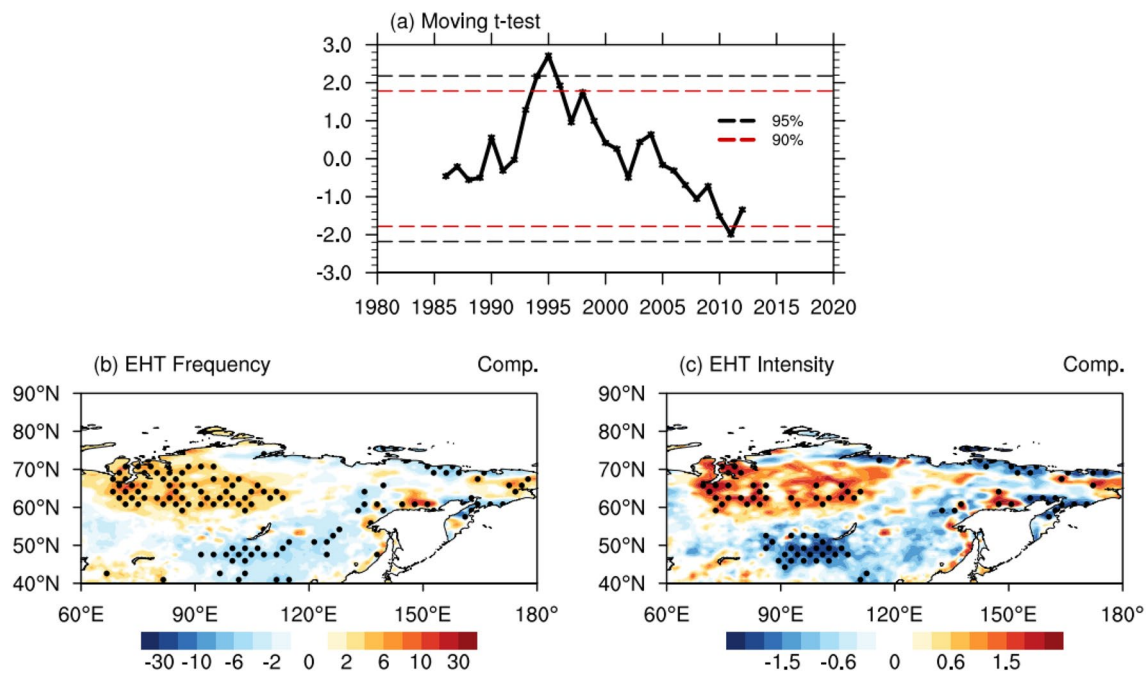 (a) Moving t-test
3.0
2.0
1.0
0.0
-1.0
-2.0
-3.0
95%
90%
1980 1985 1990 1995 2000 2005 2010 2015 2020
(b) EHT Frequency Comp.
90°N
80°N
70°N
60°N
50°N
40°N
60°E 90°E 120°E 150°E 180°
-30 -10 -6 -2 0 2 6 10 30
(c) EHT Intensity Comp.
90°N
80°N
70°N
60°N
50°N
40°N
60°E 90°E 120°E 150°E 180°
-1.5 -0.6 0 0.6 1.5